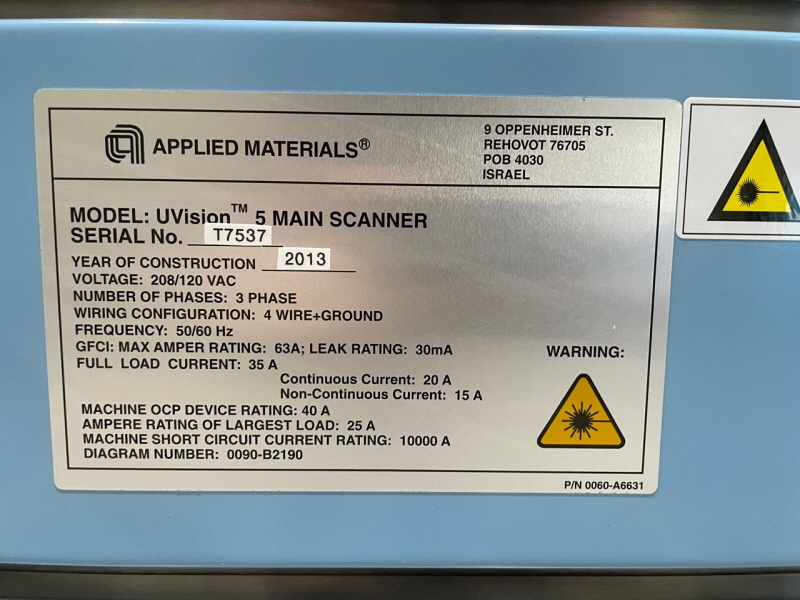 APPLIED MATERIALS®
9 OPPENHEIMER ST.
REHOVOT 76705
POB 4030
ISRAEL
MODEL: UVision™ 5 MAIN SCANNER
SERIAL No. T7537
YEAR OF CONSTRUCTION 2013
VOLTAGE: 208/120 VAC
NUMBER OF PHASES: 3 PHASE
WIRING CONFIGURATION: 4 WIRE+GROUND
FREQUENCY: 50/60 Hz
GFCI: MAX AMPER RATING: 63A; LEAK RATING: 30mA
FULL LOAD CURRENT: 35 A
Continuous Current: 20 A
Non-Continuous Current: 15 A
MACHINE OCP DEVICE RATING: 40 A
AMPERE RATING OF LARGEST LOAD: 25 A
MACHINE SHORT CIRCUIT CURRENT RATING: 10000 A
DIAGRAM NUMBER: 0090-B2190
WARNING:
P/N 0060-A6631